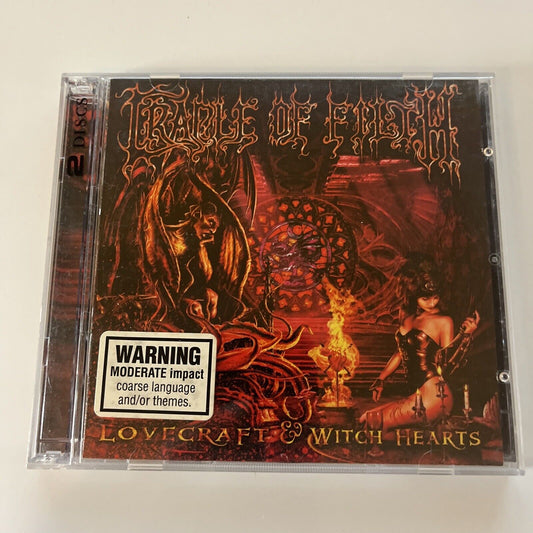 2 DISCS
CRADLE OF FILTH
WARNING
MODERATE impact
coarse language
and/or themes.
LOVECRAFT & WITCH HEARTS